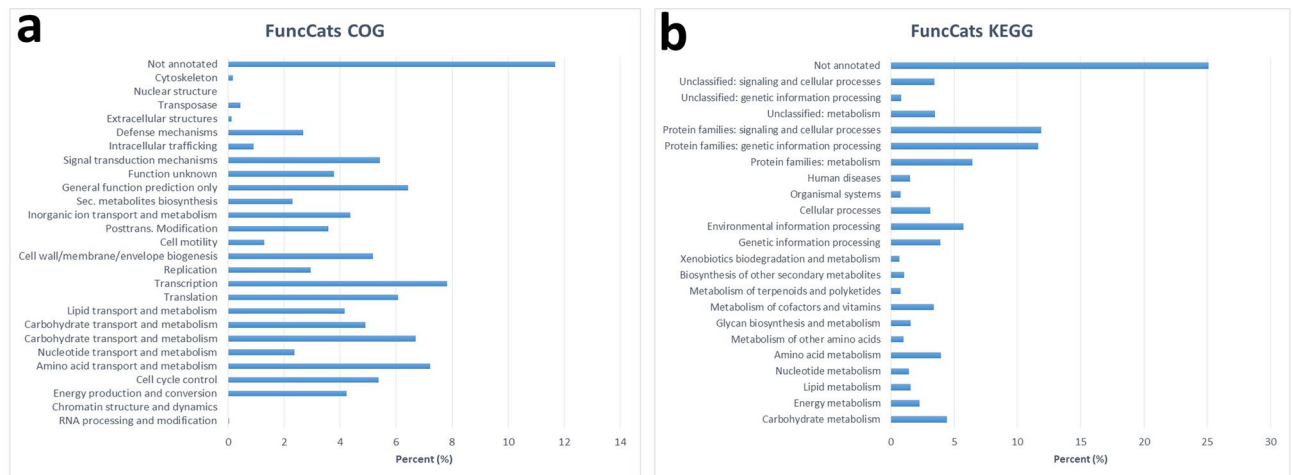 a
FuncCats COG
Not annotated
Cytoskeleton
Nuclear structure
Transposase
Extracellular structures
Defense mechanisms
Intracellular trafficking
Signal transduction mechanisms
Function unknown
General function prediction only
Sec. metabolites biosynthesis
Inorganic ion transport and metabolism
Posttrans. Modification
Cell motility
Cell wall/membrane/envelope biogenesis
Replication
Transcription
Translation
Lipid transport and metabolism
Carbohydrate transport and metabolism
Carbohydrate transport and metabolism
Nucleotide transport and metabolism
Amino acid transport and metabolism
Cell cycle control
Energy production and conversion
Chromatin structure and dynamics
RNA processing and modification
0 2 4 6 8 10 12 14
Percent (%)
b
FuncCats KEGG
Not annotated
Unclassified: signaling and cellular processes
Unclassified: genetic information processing
Unclassified: metabolism
Protein families: signaling and cellular processes
Protein families: genetic information processing
Protein families: metabolism
Human diseases
Organismal systems
Cellular processes
Environmental information processing
Genetic information processing
Xenobiotics biodegradation and metabolism
Biosynthesis of other secondary metabolites
Metabolism of terpenoids and polyketides
Metabolism of cofactors and vitamins
Glycan biosynthesis and metabolism
Metabolism of other amino acids
Amino acid metabolism
Nucleotide metabolism
Lipid metabolism
Energy metabolism
Carbohydrate metabolism
0 5 10 15 20 25 30
Percent (%)